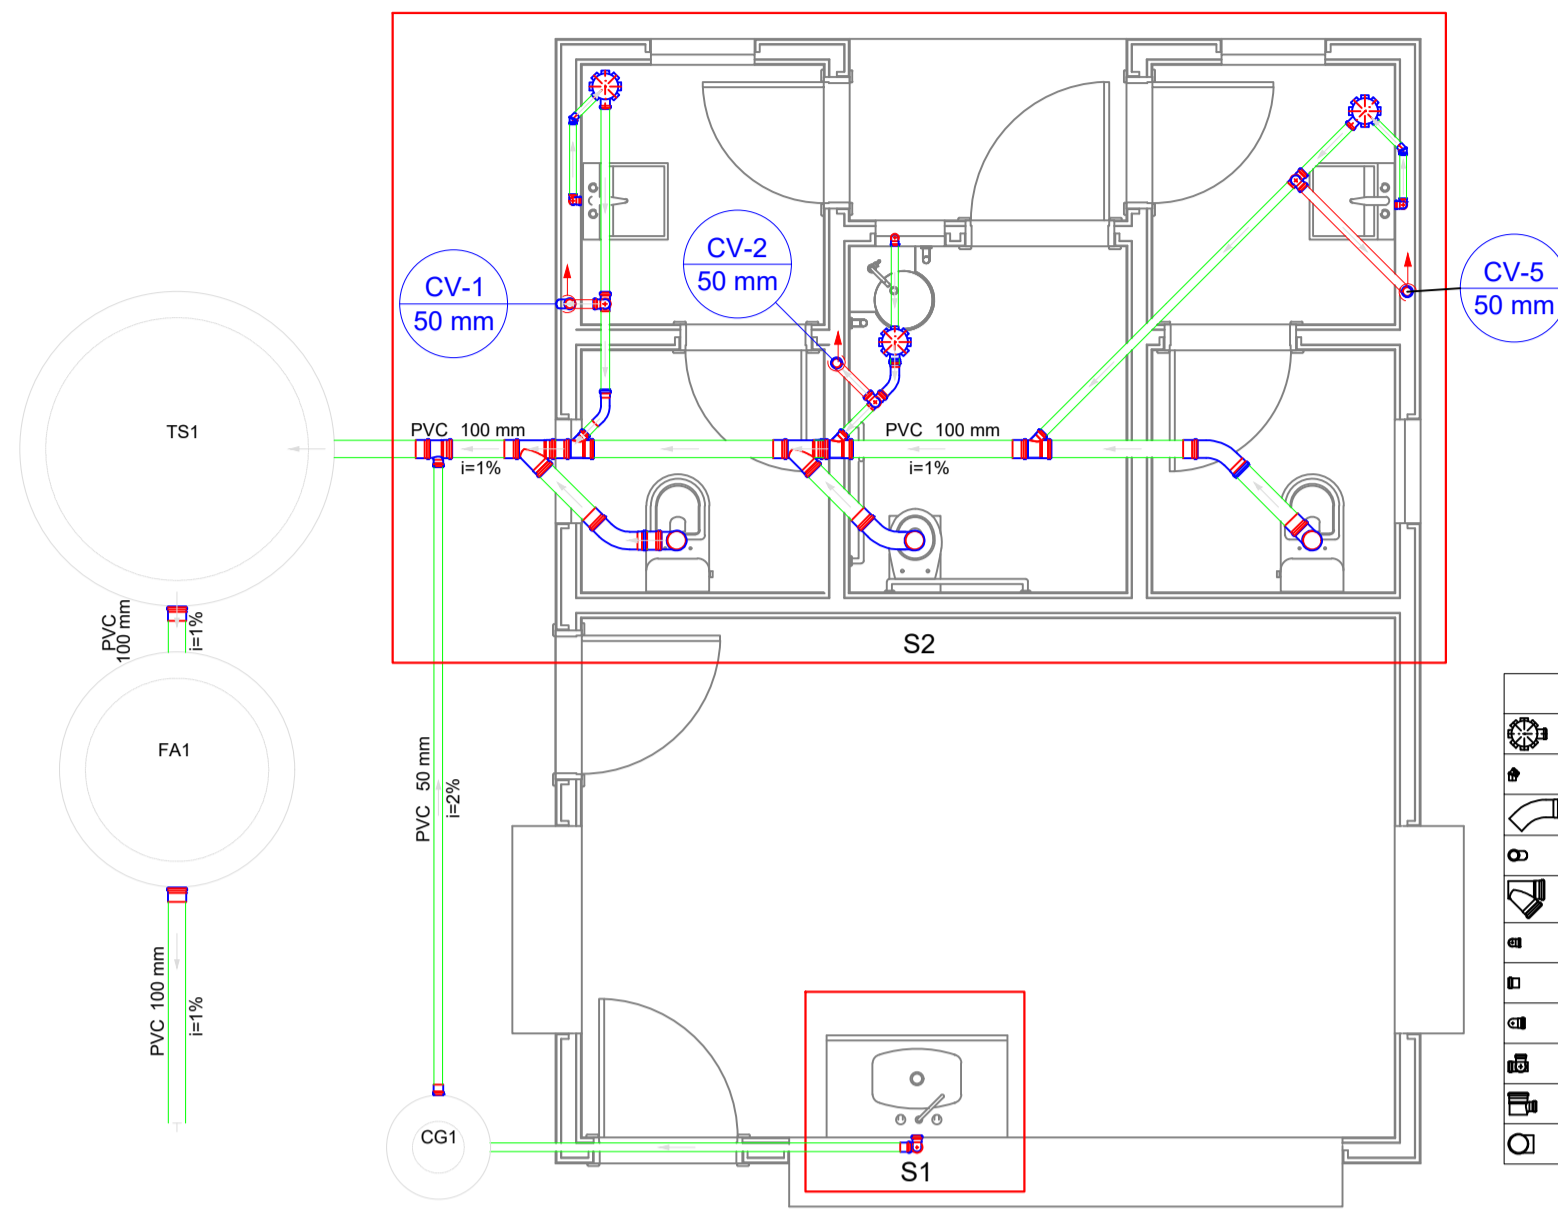 CV-1
50 mm
CV-2
50 mm
CV-5
50 mm
TS1
PVC 100 mm
i=1%
PVC 100 mm
i=1%
PVC
100 mm
i=1%
S2
FA1
PVC 50 mm
i=2%
PVC 100 mm
i=1%
CG1
S1